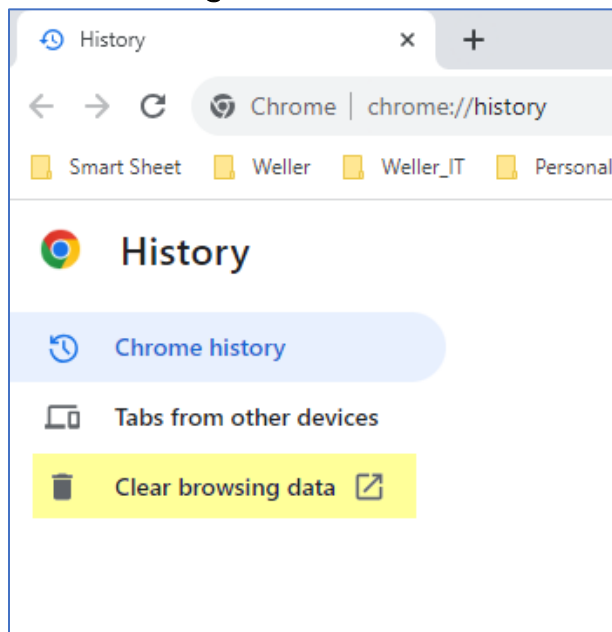 History
Chrome | chrome://history
Smart Sheet Weller Weller_IT Personal
History
Chrome history
Tabs from other devices
Clear browsing data